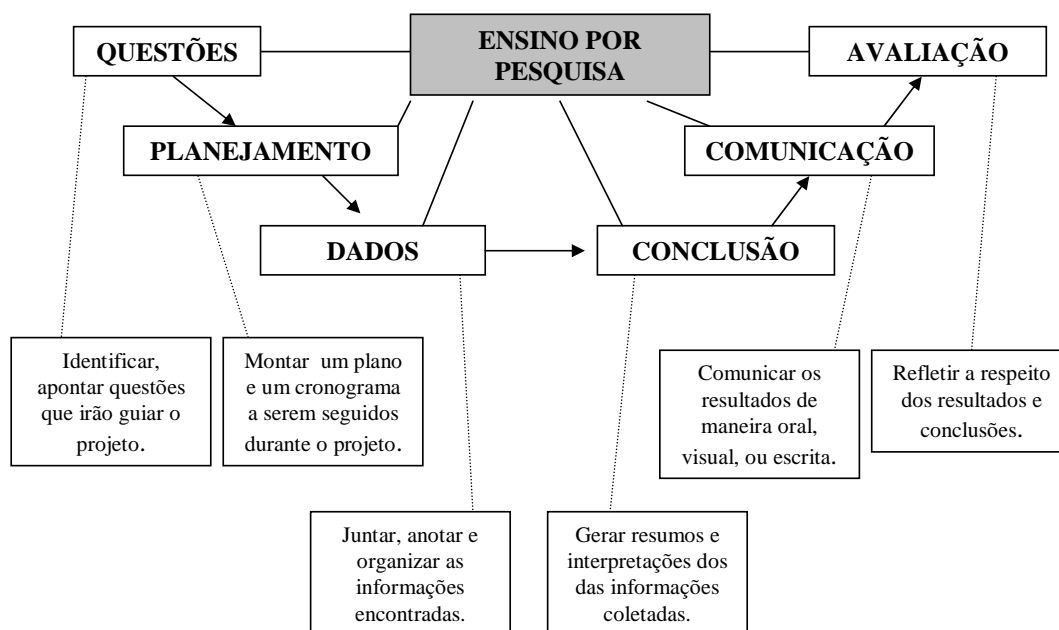 ENSINO POR
PESQUISA
QUESTÕES
AVALIAÇÃO
PLANEJAMENTO
COMUNICAÇÃO
DADOS
CONCLUSÃO
Identificar,
apontar questões
que irão guiar o
projeto.
Montar um plano
e um cronograma
a serem seguidos
durante o projeto.
Comunicar os
resultados de
maneira oral,
visual, ou escrita.
Refletir a respeito
dos resultados e
conclusões.
Juntar, anotar e
organizar as
informações
encontradas.
Gerar resumos e
interpretações dos
das informações
coletadas.